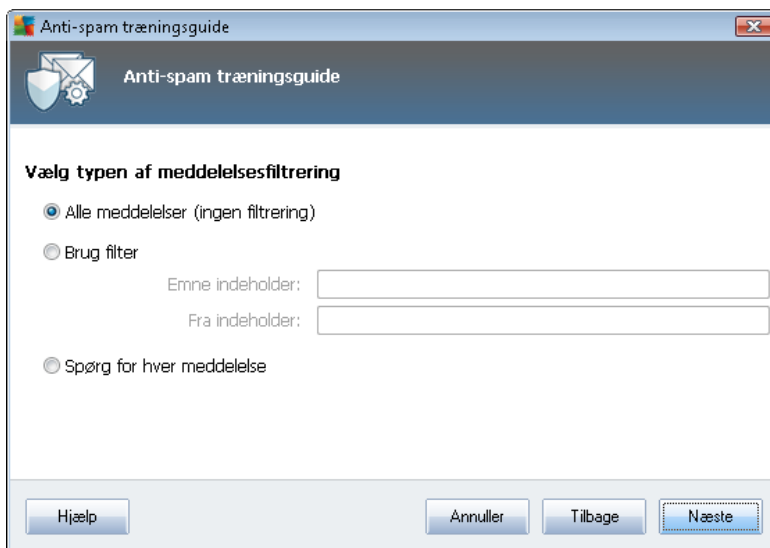 Anti-spam træningsguide
Anti-spam træningsguide
Vælg typen af meddelelsesfiltrering
Alle meddelelser (ingen filtrering)
Brug filter
Emne indeholder:
Fra indeholder:
Spørg for hver meddelelse
Hjælp
Annuller
Tilbage
Næste